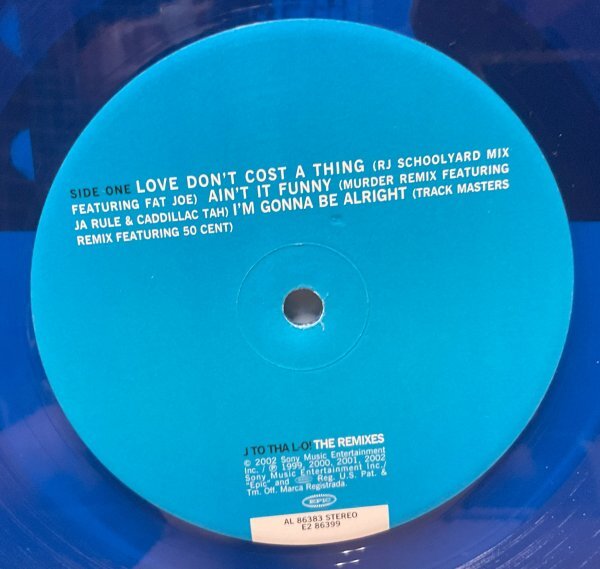 SIDE ONE LOVE DON'T COST A THING (RJ SCHOOLYARD MIX
FEATURING FAT JOE) AIN'T IT FUNNY (MURDER REMIX FEATURING
JA RULE & CADDILLAC TAH) I'M GONNA BE ALRIGHT (TRACK MASTERS
REMIX FEATURING 50 CENT)
J TO THA L-O! THE REMIXES
© 2002 Sony Music Entertainment
Inc. / ℗ 1999, 2000, 2001, 2002
Sony Music Entertainment Inc./
"Epic" and EPIC Reg. U.S. Pat. &
Tm. Off. Marca Registrada.
EPIC
AL 86383 STEREO
E2 86399